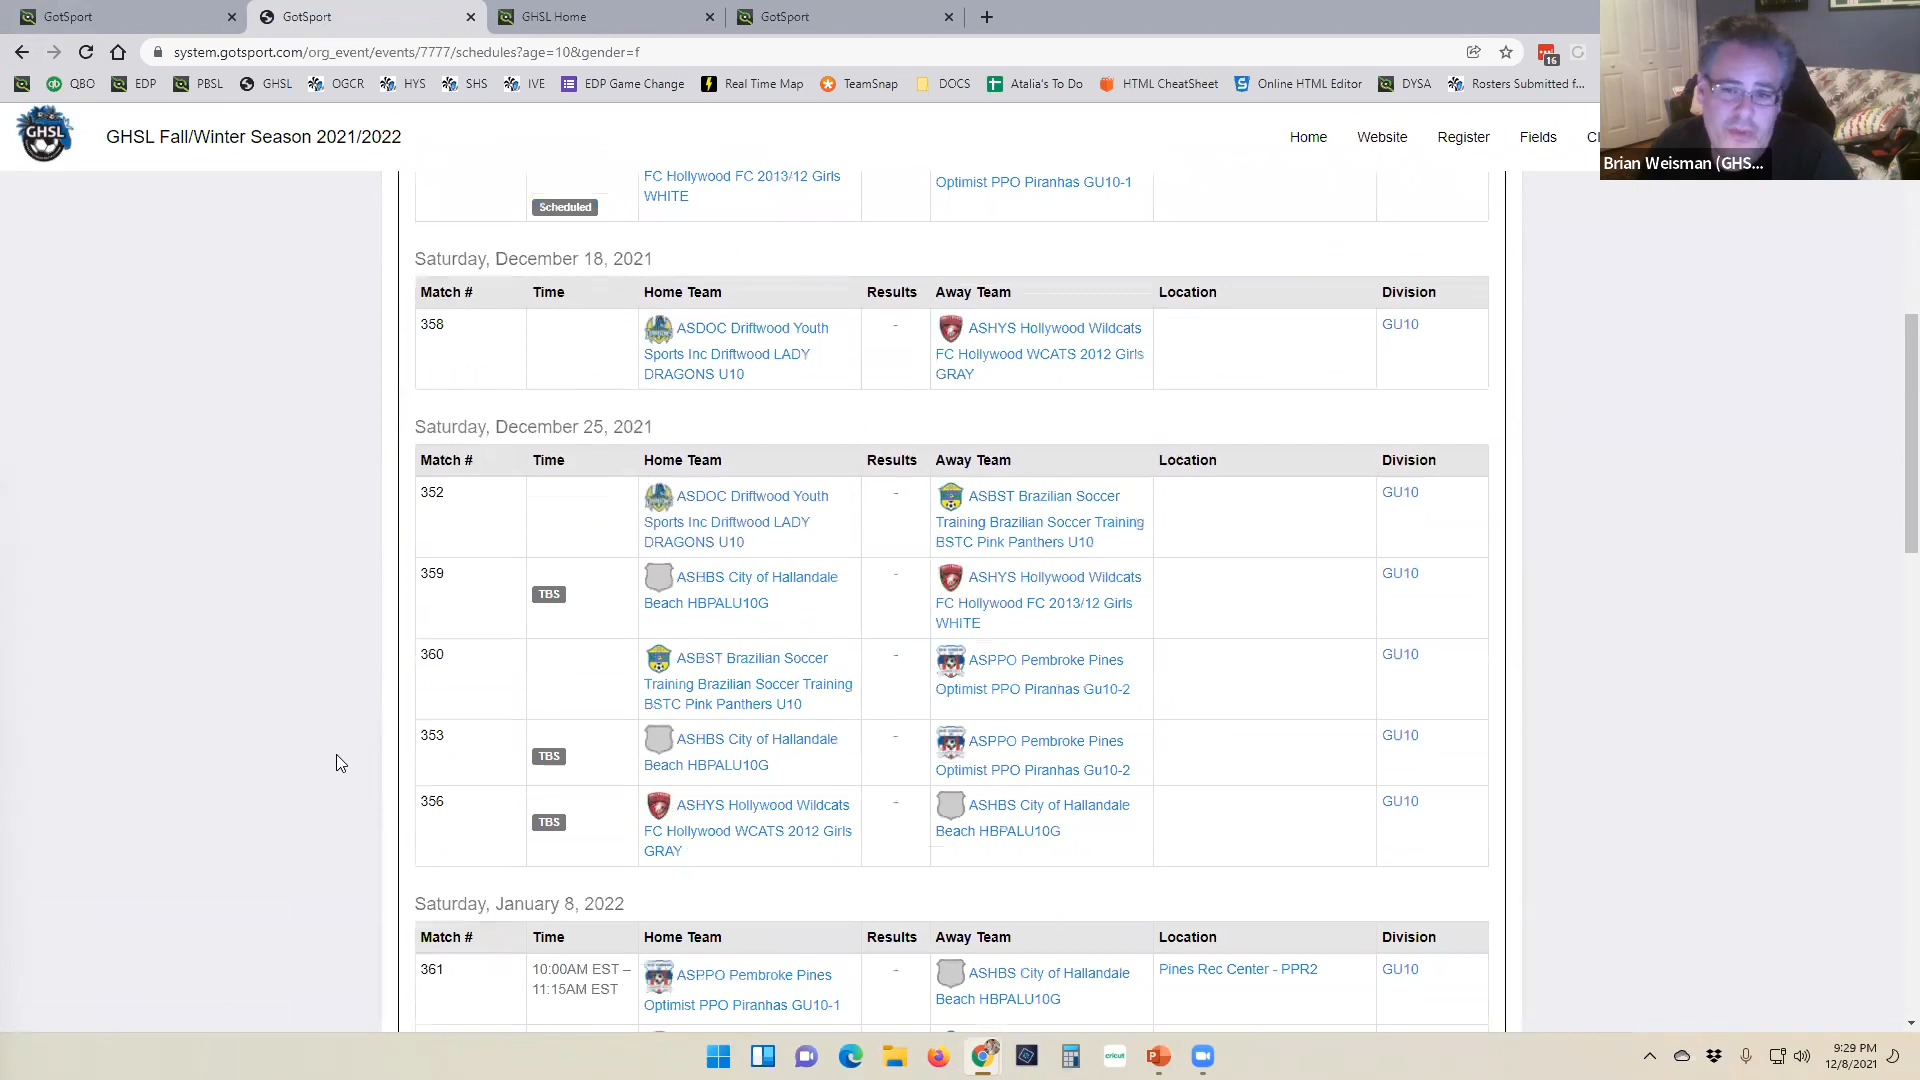 GotSport
GotSport
GHSL Home
GotSport
system.gotsport.com/org_event/events/7777/schedules?age=10&gender=f
16
QBO EDP PBSL GHSL OGCR HYS SHS IVE EDP Game Change Real Time Map TeamSnap DOCS Atalia's To Do HTML CheatSheet Online HTML Editor DYSA Rosters Submitted f...
GHSL
GHSL Fall/Winter Season 2021/2022
Home Website Register Fields Cl
Brian Weisman (GHS...
Scheduled
FC Hollywood FC 2013/12 Girls
WHITE
Optimist PPO Piranhas GU10-1
Saturday, December 18, 2021
Match # Time Home Team Results Away Team Location Division
358 ASDOC Driftwood Youth
Sports Inc Driftwood LADY
DRAGONS U10
-
ASHYS Hollywood Wildcats
FC Hollywood WCATS 2012 Girls
GRAY
GU10
Saturday, December 25, 2021
Match # Time Home Team Results Away Team Location Division
352 ASDOC Driftwood Youth
Sports Inc Driftwood LADY
DRAGONS U10
-
ASBST Brazilian Soccer
Training Brazilian Soccer Training
BSTC Pink Panthers U10
GU10
359
TBS
ASHBS City of Hallandale
Beach HBPALU10G
-
ASHYS Hollywood Wildcats
FC Hollywood FC 2013/12 Girls
WHITE
GU10
360 ASBST Brazilian Soccer
Training Brazilian Soccer Training
BSTC Pink Panthers U10
-
ASPPO Pembroke Pines
Optimist PPO Piranhas Gu10-2
GU10
353
TBS
ASHBS City of Hallandale
Beach HBPALU10G
-
ASPPO Pembroke Pines
Optimist PPO Piranhas Gu10-2
GU10
356
TBS
ASHYS Hollywood Wildcats
FC Hollywood WCATS 2012 Girls
GRAY
-
ASHBS City of Hallandale
Beach HBPALU10G
GU10
Saturday, January 8, 2022
Match # Time Home Team Results Away Team Location Division
361
10:00AM EST –
11:15AM EST
ASPPO Pembroke Pines
Optimist PPO Piranhas GU10-1
-
ASHBS City of Hallandale
Beach HBPALU10G
Pines Rec Center - PPR2
GU10
cricut
9:29 PM
12/8/2021